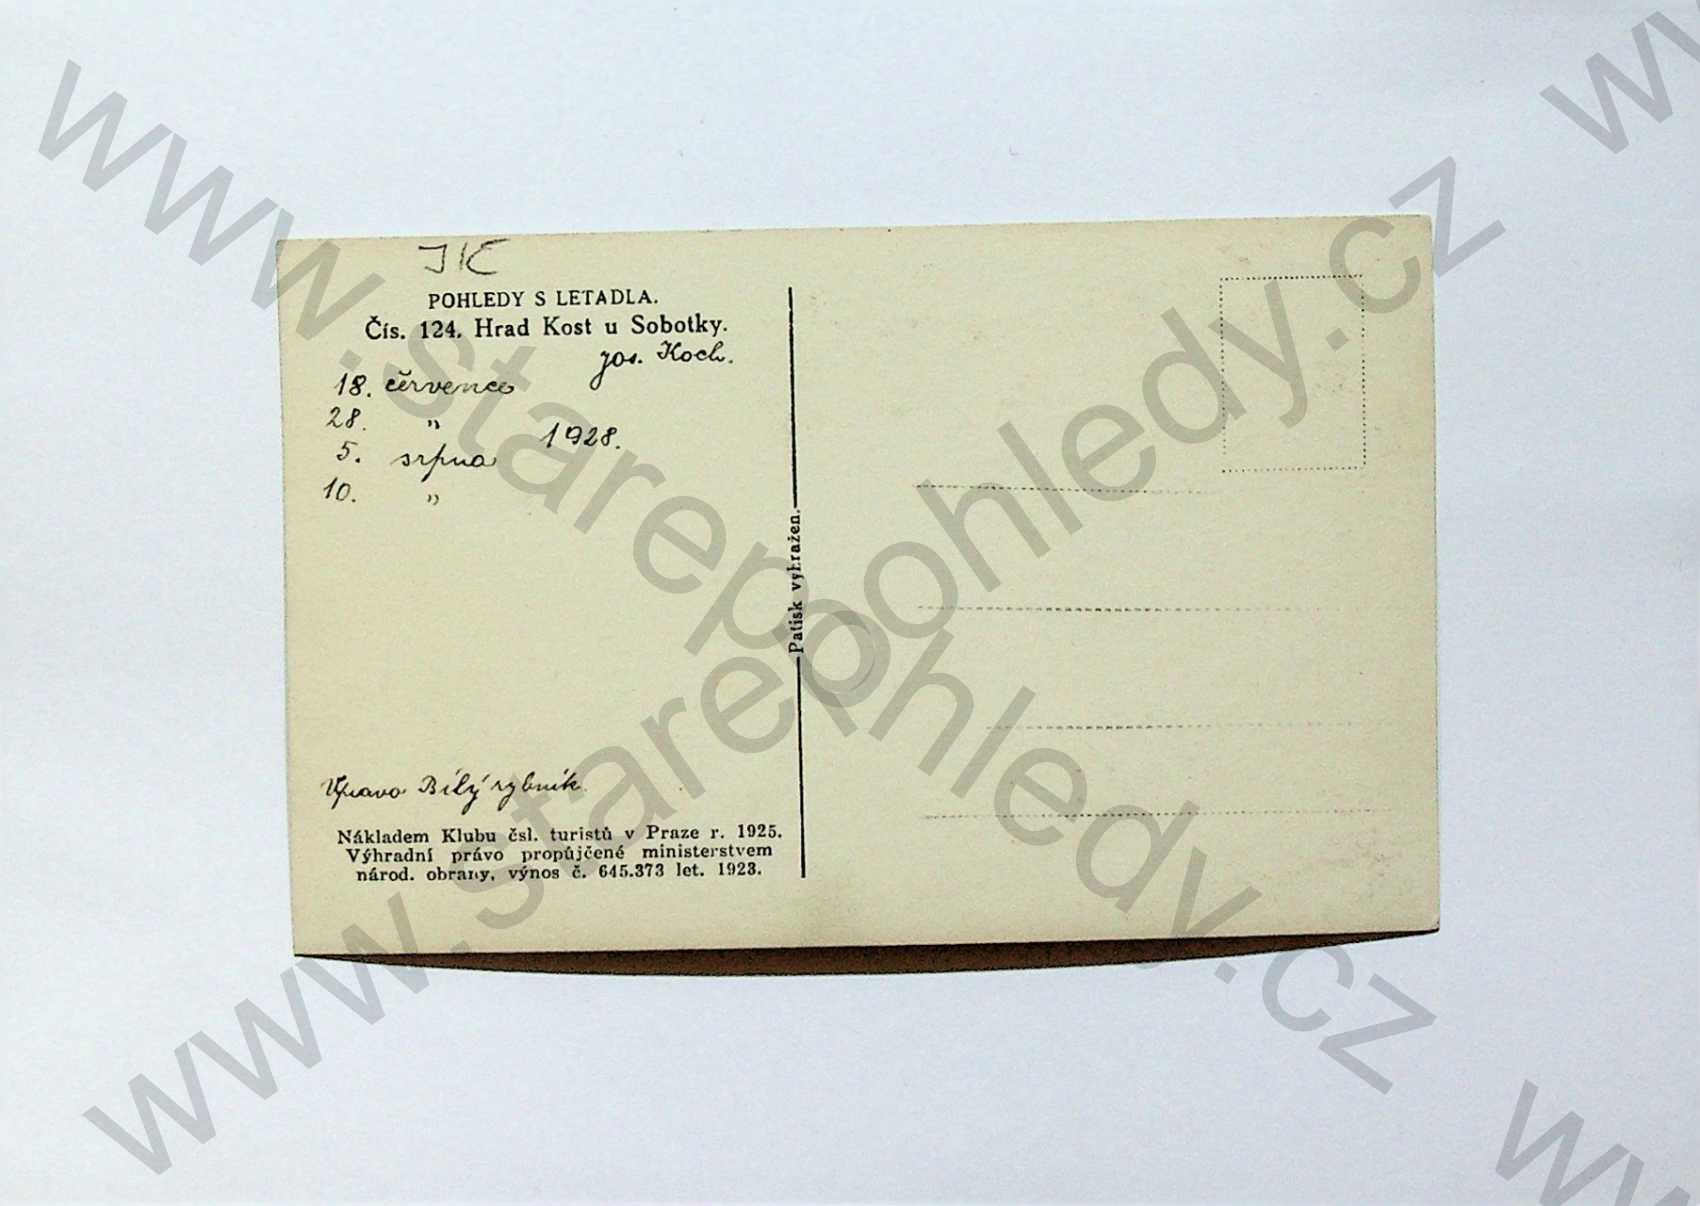 JK
POHLEDY S LETADLA.
Čís. 124. Hrad Kost u Sobotky.
Jos. Koch.
18. července
28. „
1928.
5. srpna
10. „
Vpravo Bílý rybník.
Nákladem Klubu čsl. turistů v Praze r. 1925.
Výhradní právo propůjčené ministerstvem
národ. obrany, výnos č. 645.373 let. 1923.
Patisk vyhražen.
www.starepohledy.cz
www.starepohledy.cz